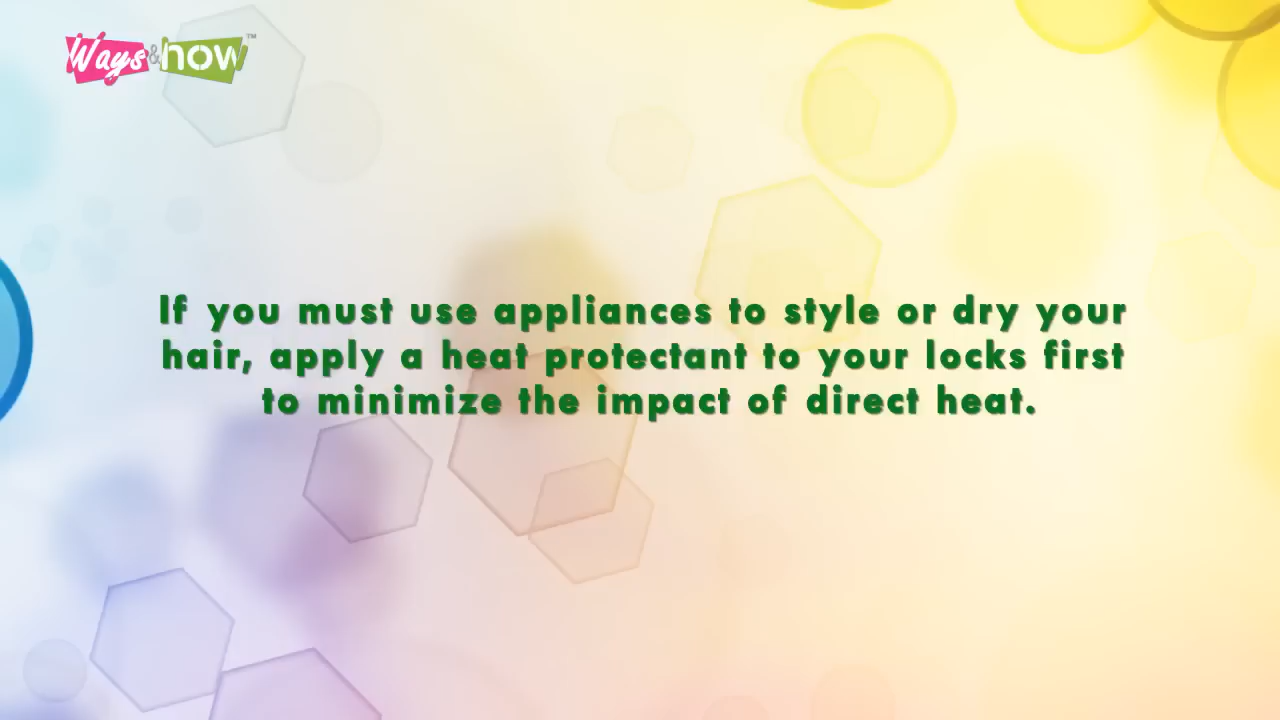 Ways&how™
If you must use appliances to style or dry your
hair, apply a heat protectant to your locks first
to minimize the impact of direct heat.